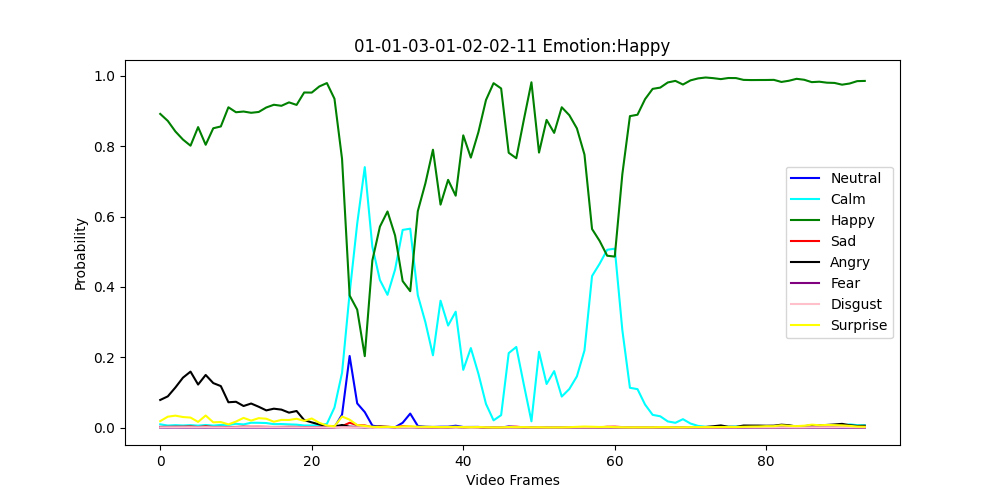 01-01-03-01-02-02-11 Emotion:Happy
Probability
1.0
0.8
0.6
0.4
0.2
0.0
Neutral
Calm
Happy
Sad
Angry
Fear
Disgust
Surprise
0 20 40 60 80
Video Frames